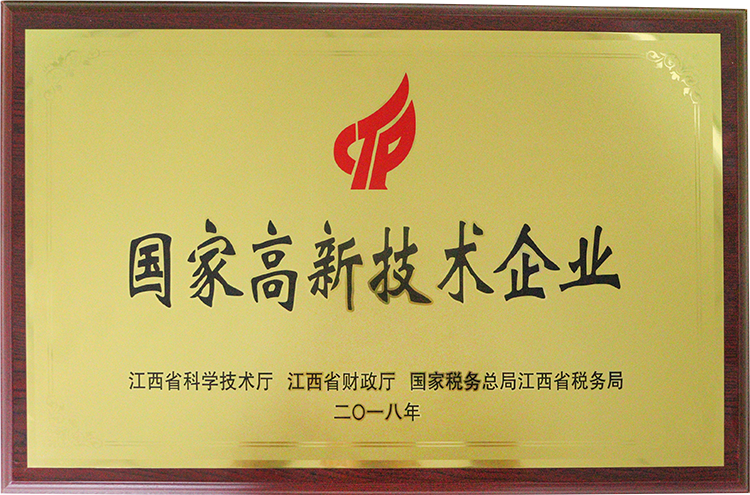 CTP
国家高新技术企业
江西省科学技术厅 江西省财政厅 国家税务总局江西省税务局
二〇一八年